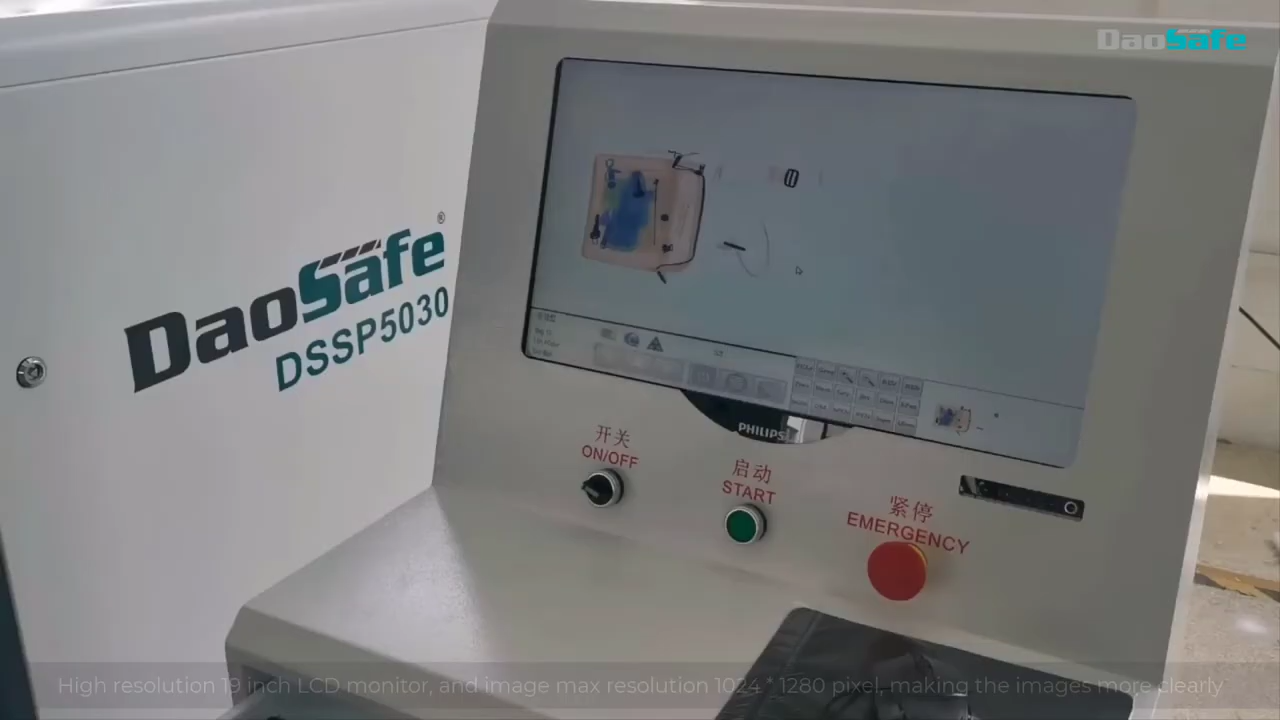 DaoSafe
DaoSafe®
DSSP5030
PHILIPS
开关
ON/OFF
启动
START
紧停
EMERGENCY
High resolution 19 inch LCD monitor, and image max resolution 1024 * 1280 pixel, making the images more clearly